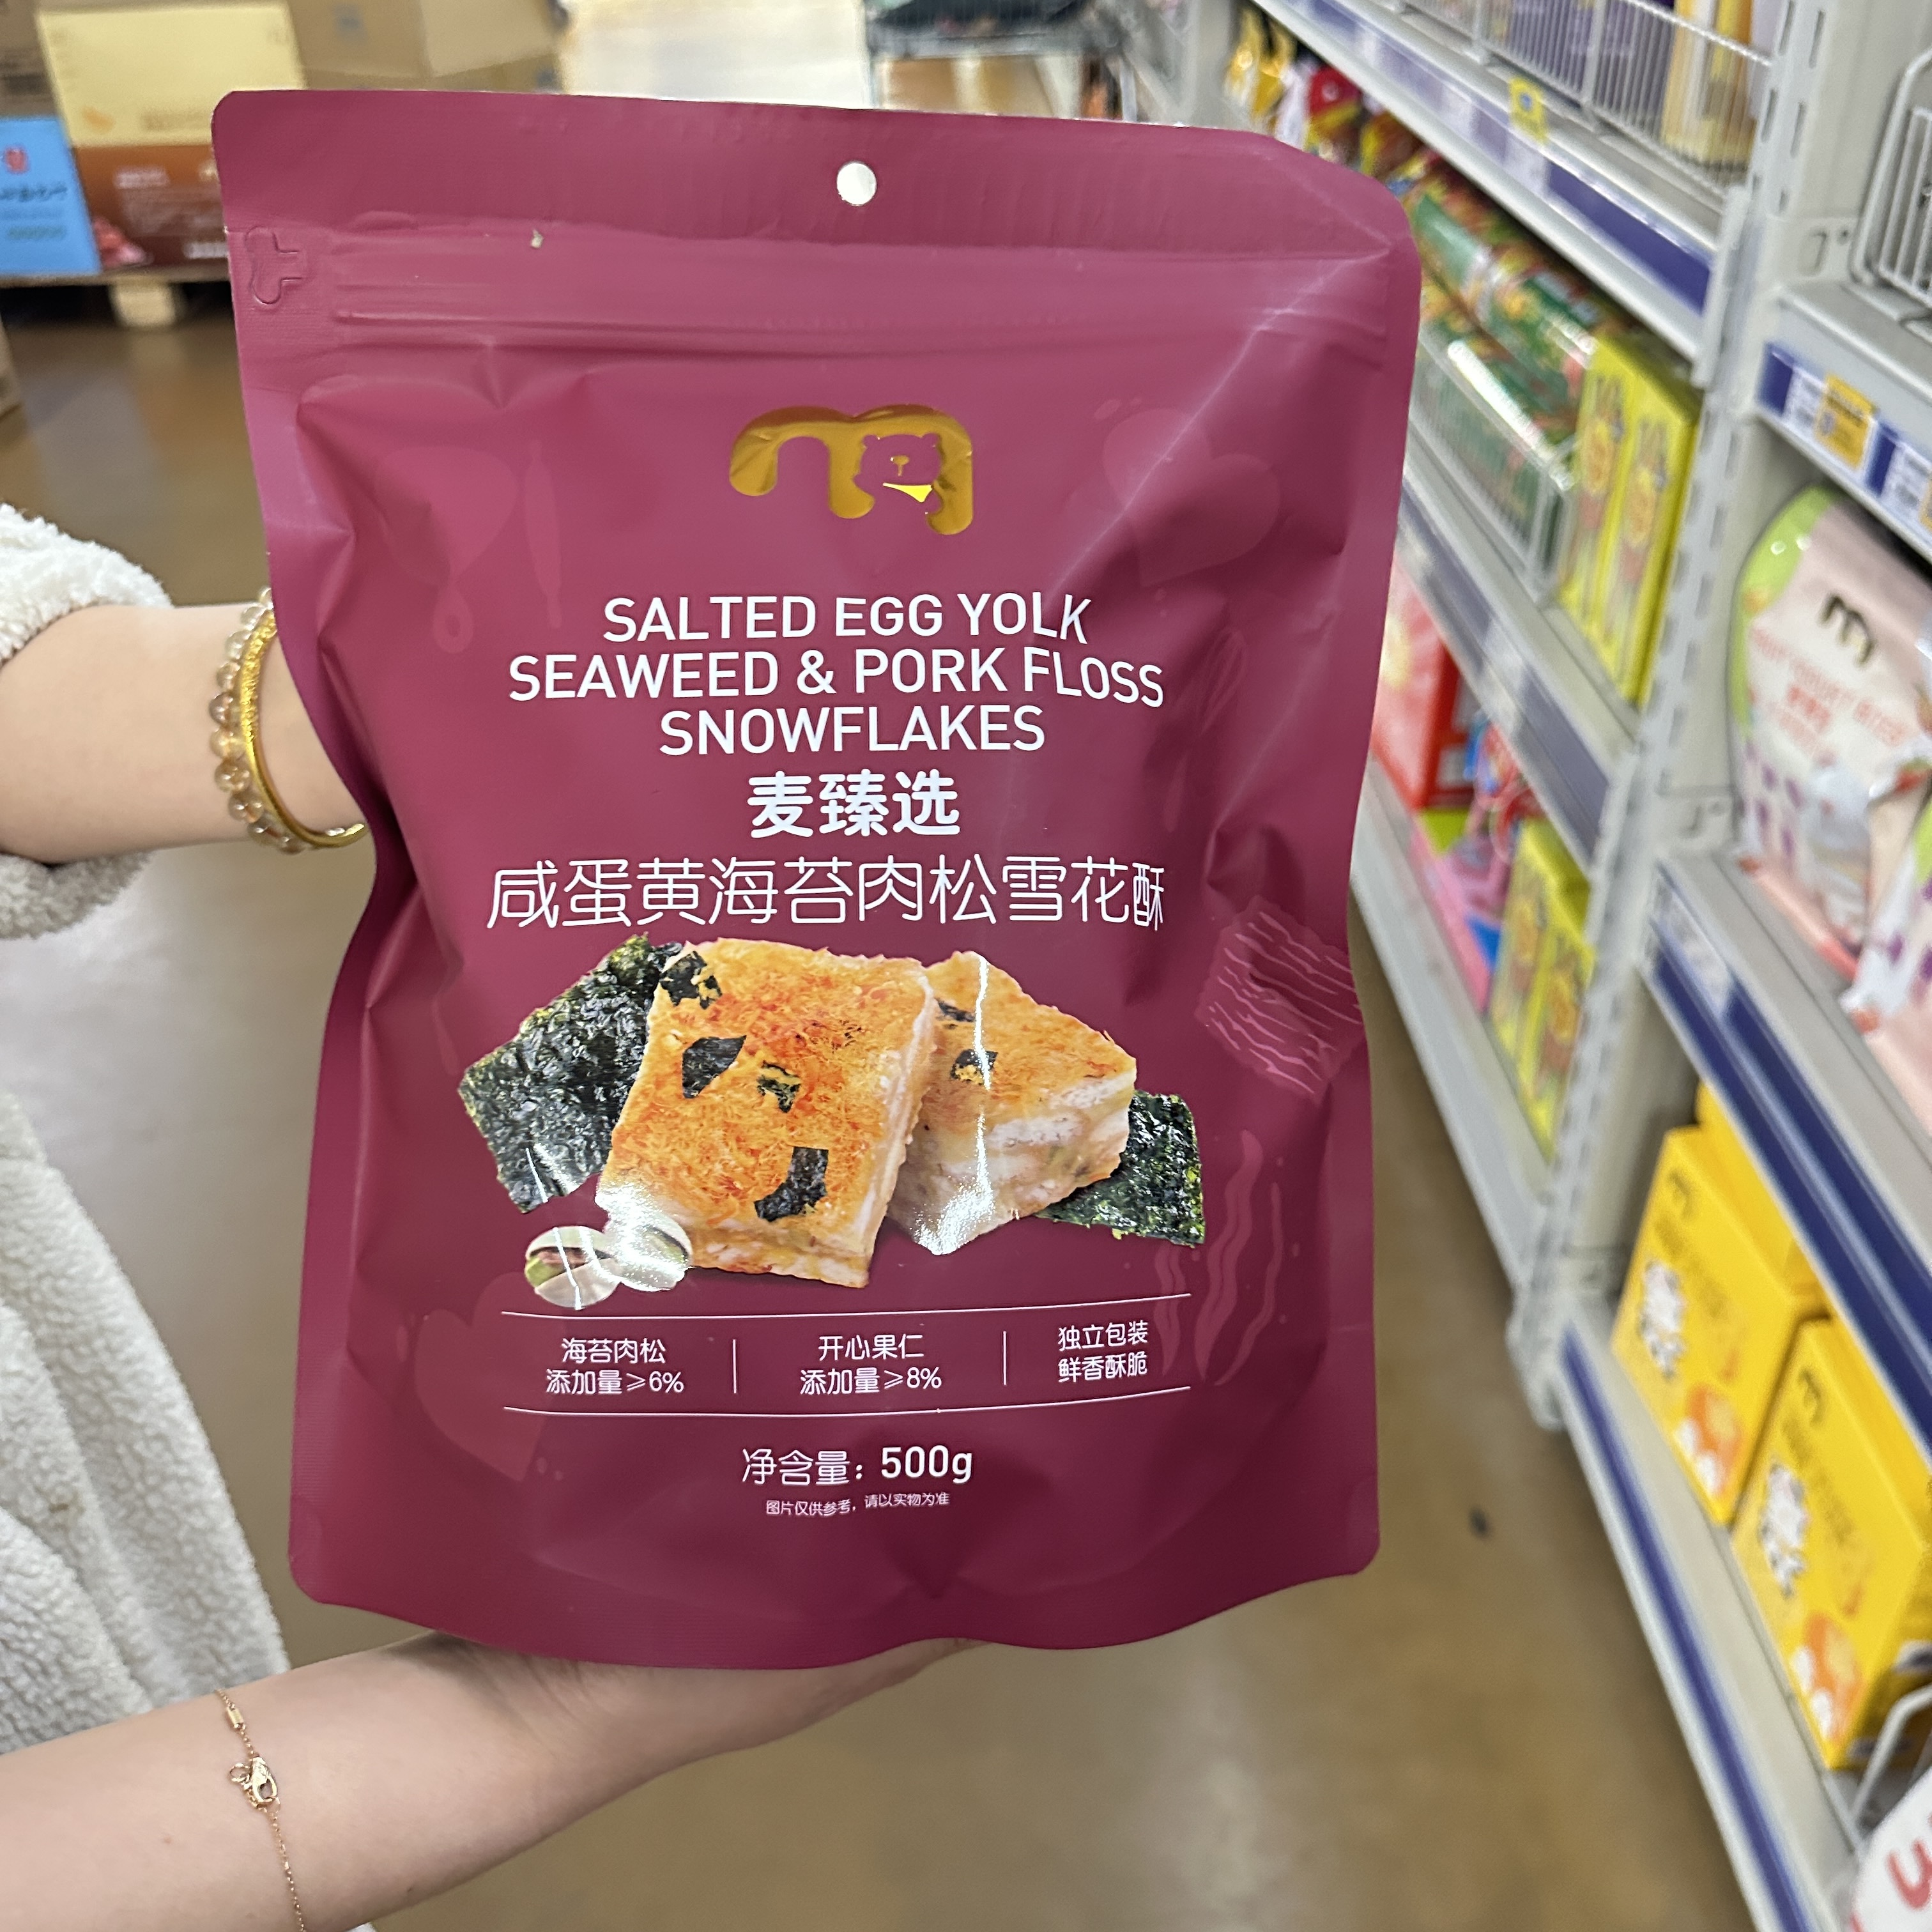 SALTED EGG YOLK
SEAWEED & PORK FLOSS
SNOWFLAKES
麦臻选
咸蛋黄海苔肉松雪花酥
海苔肉松
添加量≥6%
开心果仁
添加量≥8%
独立包装
鲜香酥脆
净含量：500g
图片仅供参考，请以实物为准